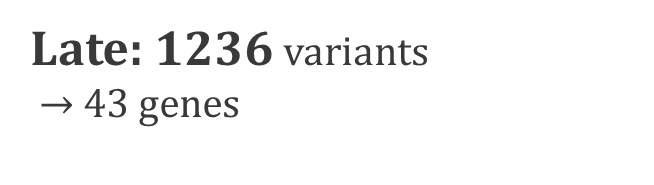 Late: 1236 variants
→ 43 genes